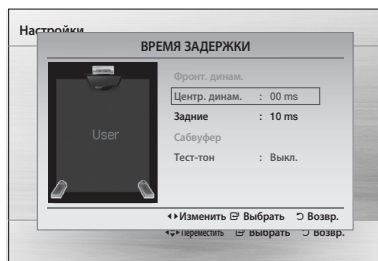 Настройки
ВРЕМЯ ЗАДЕРЖКИ
Фронт. динам.
Центр. динам. : 00 ms
Задние : 10 ms
Сабвуфер
Тест-тон : Выкл.
User
Изменить Выбрать Возвр.
Переместить Выбрать Возвр.